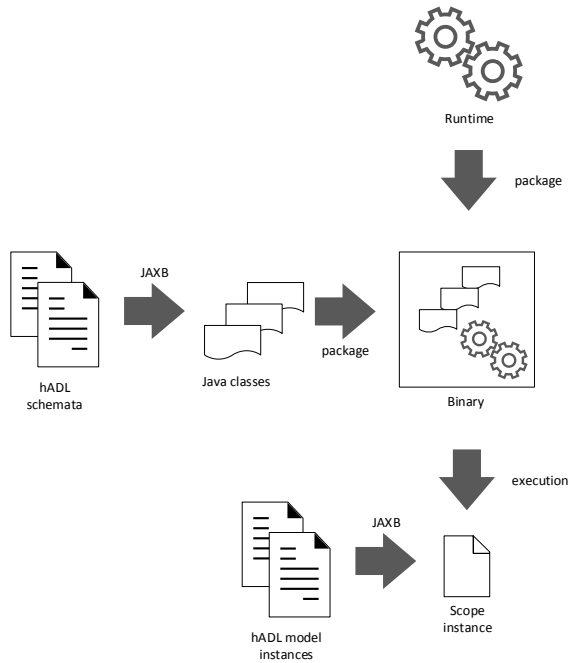 Runtime
package
JAXB
package
hADL
schemata
Java classes
Binary
execution
JAXB
Scope
instance
hADL model
instances